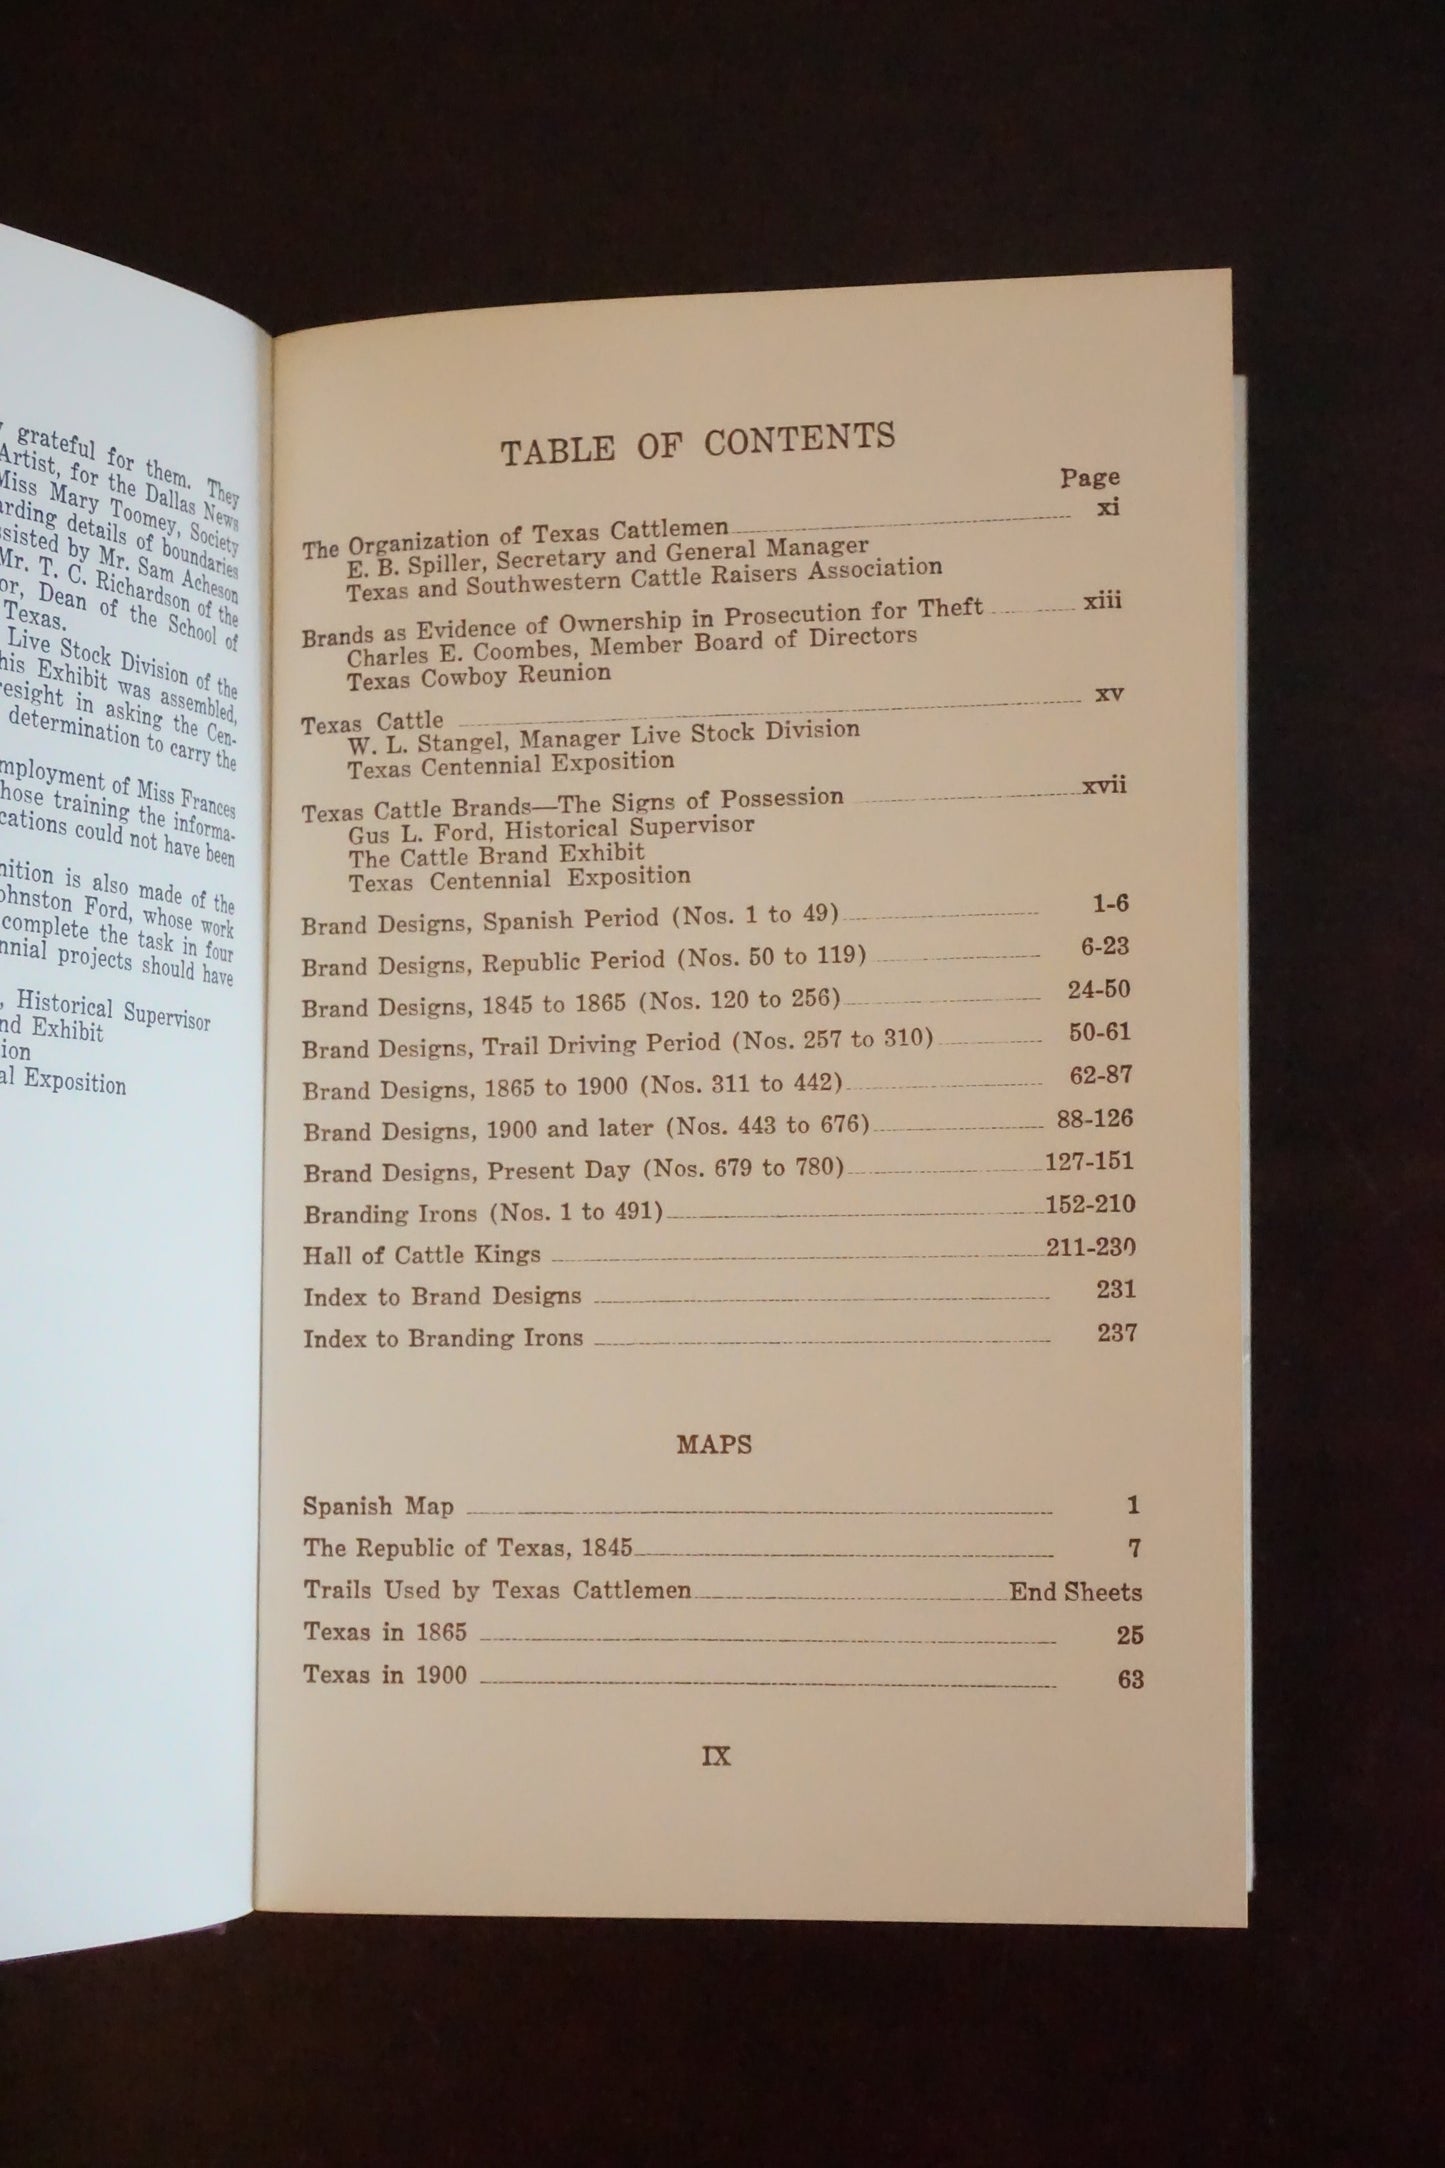 grateful for them. They
Artist, for the Dallas News
Miss Mary Toomey, Society
arding details of boundaries
ssisted by Mr. Sam Acheson
Mr. T. C. Richardson of the
or, Dean of the School of
Texas.
Live Stock Division of the
his Exhibit was assembled,
resight in asking the Cen-
determination to carry the
mployment of Miss Frances
hose training the informa-
cations could not have been
nition is also made of the
ohnston Ford, whose work
complete the task in four
nnial projects should have
, Historical Supervisor
nd Exhibit
ion
al Exposition
TABLE OF CONTENTS
Page
The Organization of Texas Cattlemen xi
E. B. Spiller, Secretary and General Manager
Texas and Southwestern Cattle Raisers Association
Brands as Evidence of Ownership in Prosecution for Theft xiii
Charles E. Coombes, Member Board of Directors
Texas Cowboy Reunion
Texas Cattle xv
W. L. Stangel, Manager Live Stock Division
Texas Centennial Exposition
Texas Cattle Brands—The Signs of Possession xvii
Gus L. Ford, Historical Supervisor
The Cattle Brand Exhibit
Texas Centennial Exposition
Brand Designs, Spanish Period (Nos. 1 to 49) 1-6
Brand Designs, Republic Period (Nos. 50 to 119) 6-23
Brand Designs, 1845 to 1865 (Nos. 120 to 256) 24-50
Brand Designs, Trail Driving Period (Nos. 257 to 310) 50-61
Brand Designs, 1865 to 1900 (Nos. 311 to 442) 62-87
Brand Designs, 1900 and later (Nos. 443 to 676) 88-126
Brand Designs, Present Day (Nos. 679 to 780) 127-151
Branding Irons (Nos. 1 to 491) 152-210
Hall of Cattle Kings 211-230
Index to Brand Designs 231
Index to Branding Irons 237
MAPS
Spanish Map 1
The Republic of Texas, 1845 7
Trails Used by Texas Cattlemen End Sheets
Texas in 1865 25
Texas in 1900 63
IX